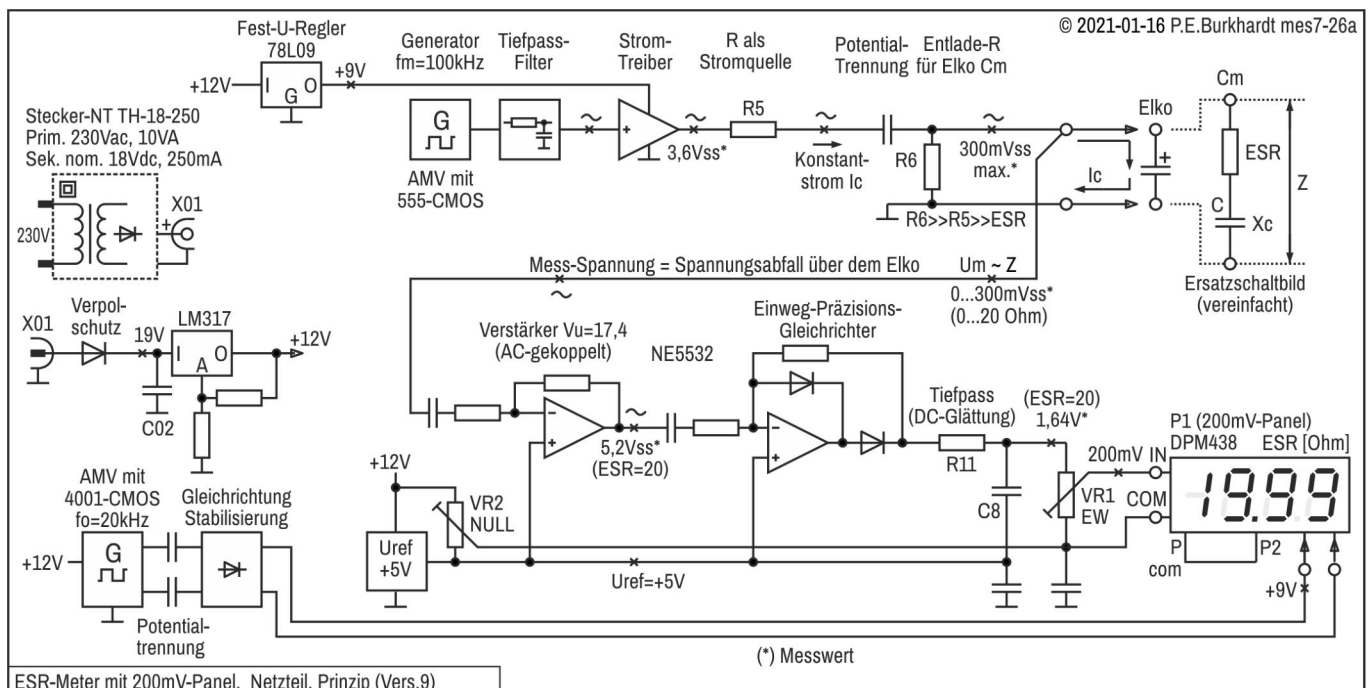 © 2021-01-16 P.E.Burkhardt mes7-26a
Fest-U-Regler
78L09
+12V
I
O
G
+9V
Generator
fm=100kHz
G
AMV mit
555-CMOS
Tiefpass-
Filter
Strom-
Treiber
+
3,6Vss*
R als
Stromquelle
R5
Konstant-
strom Ic
Potential-
Trennung
Entlade-R
für Elko Cm
R6
300mVss
max.*
R6>>R5>>ESR
Ic
Elko
+
Cm
ESR
C
Xc
Z
Ersatzschaltbild
(vereinfacht)
Stecker-NT TH-18-250
Prim. 230Vac, 10VA
Sek. nom. 18Vdc, 250mA
230V
X01
+
Mess-Spannung = Spannungsabfall über dem Elko
Um ~ Z
0...300mVss*
(0...20 Ohm)
X01
Verpol-
schutz
19V
LM317
I
O
A
+12V
C02
Verstärker Vu=17,4
(AC-gekoppelt)
–
+
5,2Vss*
(ESR=20)
NE5532
Einweg-Präzisions-
Gleichrichter
–
+
Tiefpass
(DC-Glättung)
R11
C8
(ESR=20)
1,64V*
VR1
EW
200mV
IN
COM
P1 (200mV-Panel)
DPM438
ESR [Ohm]
19.99
P
com
P2
+9V
+12V
VR2
NULL
Uref
+5V
Uref=+5V
AMV mit
4001-CMOS
fo=20kHz
+12V
G
Gleichrichtung
Stabilisierung
Potential-
trennung
(*) Messwert
ESR-Meter mit 200mV-Panel, Netzteil, Prinzip (Vers.9)